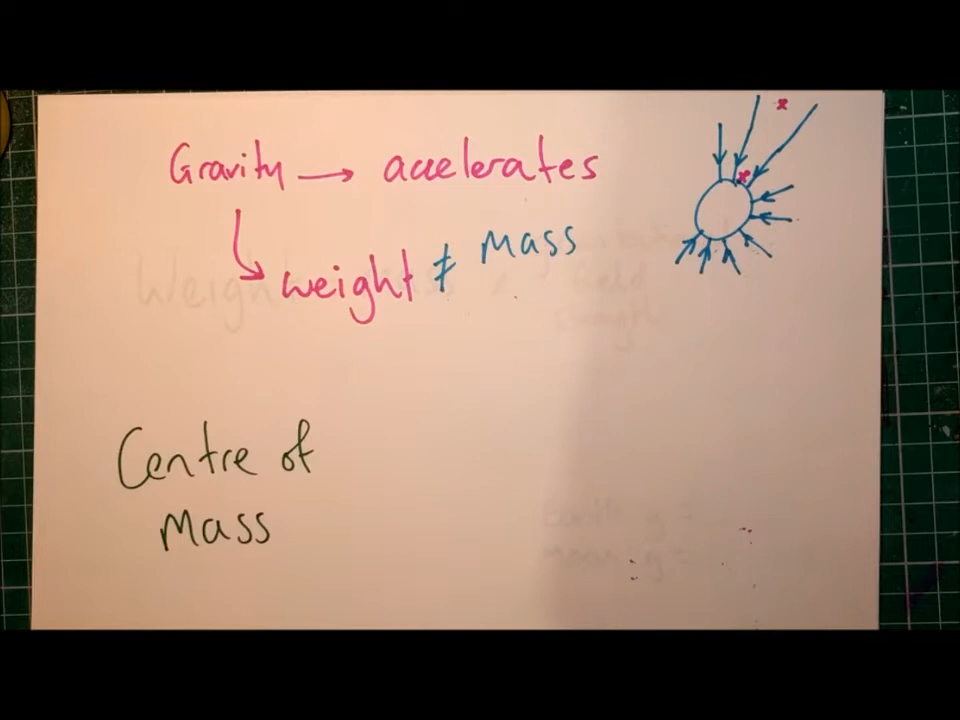 Gravity → accelerates
weight ≠ Mass
Centre of
Mass
x
x